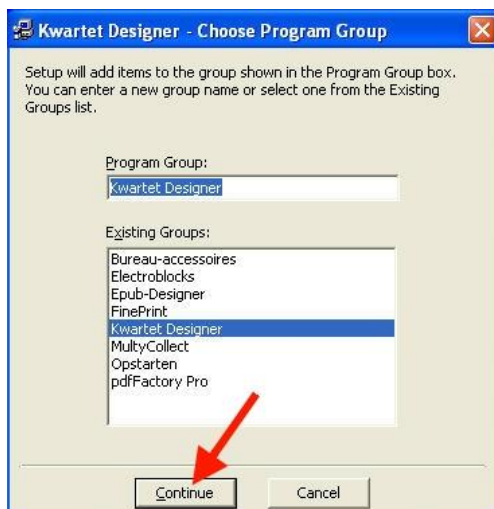 Kwartet Designer - Choose Program Group
Setup will add items to the group shown in the Program Group box.
You can enter a new group name or select one from the Existing
Groups list.
Program Group:
Kwartet Designer
Existing Groups:
Bureau-accessoires
Electroblocks
Epub-Designer
FinePrint
Kwartet Designer
MultyCollect
Opstarten
pdfFactory Pro
Continue
Cancel